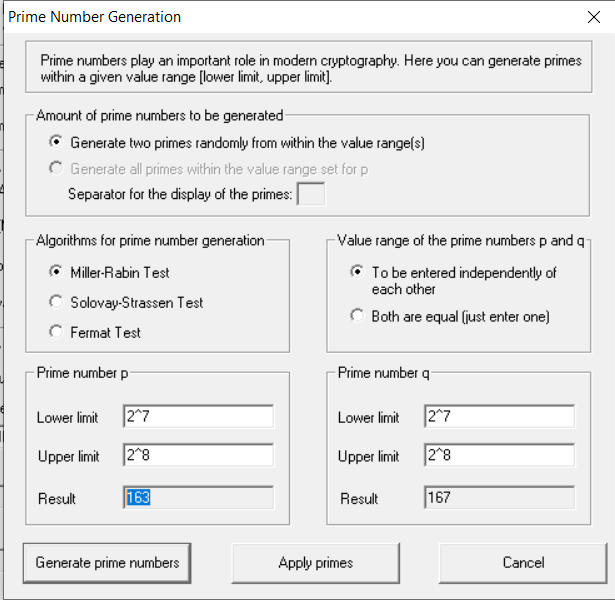 Prime Number Generation
Prime numbers play an important role in modern cryptography. Here you can generate primes
within a given value range [lower limit, upper limit].
Amount of prime numbers to be generated
Generate two primes randomly from within the value range(s)
Generate all primes within the value range set for p
Separator for the display of the primes:
Algorithms for prime number generation
Miller-Rabin Test
Solovay-Strassen Test
Fermat Test
Value range of the prime numbers p and q
To be entered independently of
each other
Both are equal (just enter one)
Prime number p
Lower limit 2^7
Upper limit 2^8
Result 163
Prime number q
Lower limit 2^7
Upper limit 2^8
Result 167
Generate prime numbers Apply primes Cancel